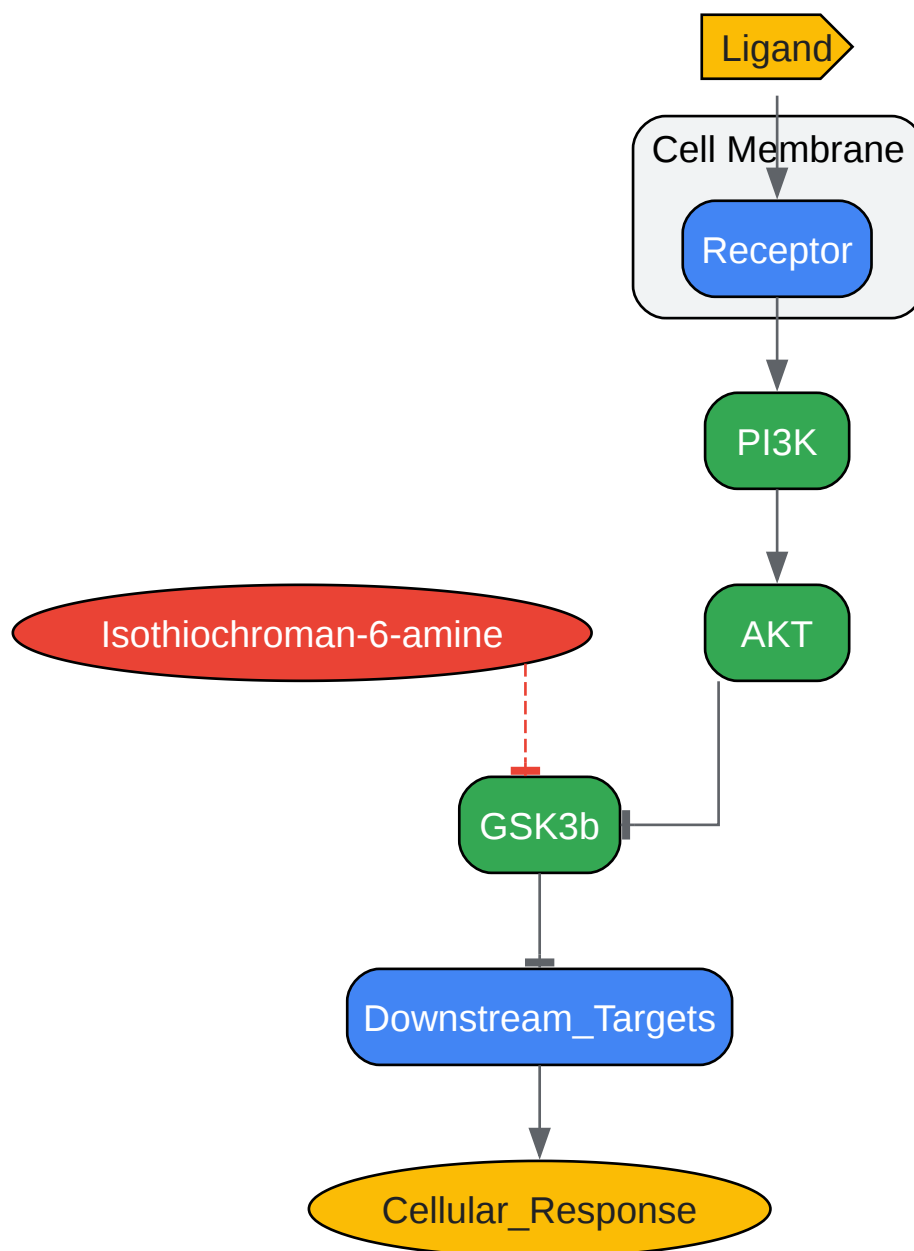 Ligand
Cell Membrane
Receptor
PI3K
AKT
Isothiochroman-6-amine
GSK3b
Downstream_Targets
Cellular_Response